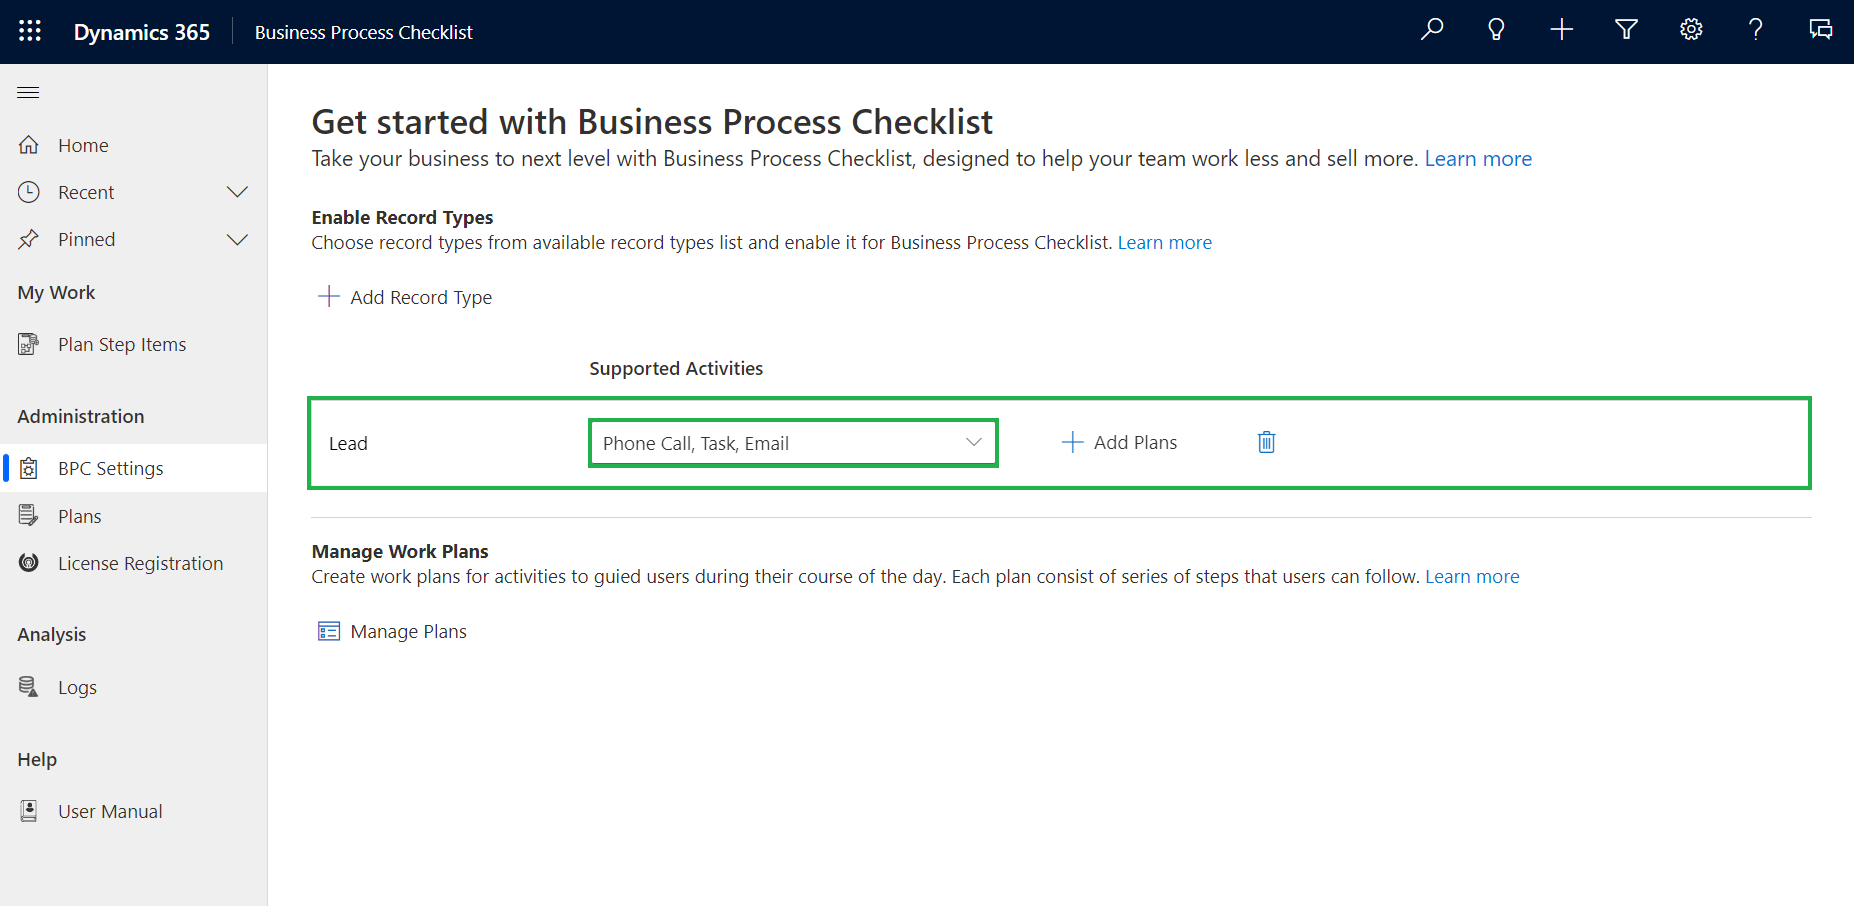 Dynamics 365
Business Process Checklist
Home
Recent
Pinned
My Work
Plan Step Items
Administration
BPC Settings
Plans
License Registration
Analysis
Logs
Help
User Manual
Get started with Business Process Checklist
Take your business to next level with Business Process Checklist, designed to help your team work less and sell more. Learn more
Enable Record Types
Choose record types from available record types list and enable it for Business Process Checklist. Learn more
Add Record Type
Supported Activities
Lead
Phone Call, Task, Email
Add Plans
Manage Work Plans
Create work plans for activities to guied users during their course of the day. Each plan consist of series of steps that users can follow. Learn more
Manage Plans